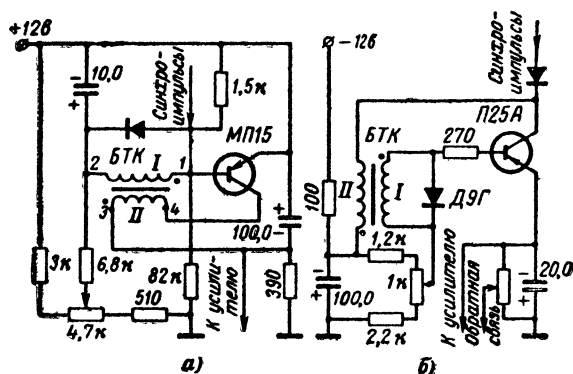 +12в
10,0
Синхро-
импульсы
1,5к
МП15
БТК
2
I
1
3
II
4
100,0
3к
6,8к
82к
К усили-
телю
390
4,7к
510
а)
−12в
Синхро-
импульсы
П25А
БТК
270
100
II
I
Д9Г
1,2к
1к
100,0
2,2к
К усилителю
Обратная
связь
20,0
б)